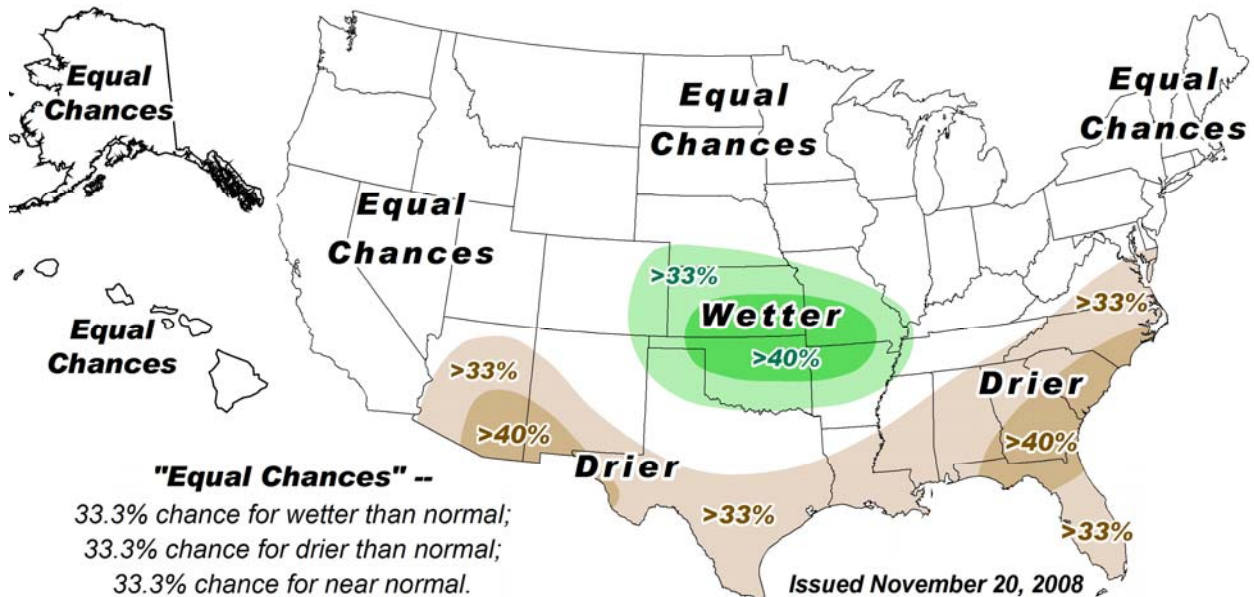 Equal
Chances
Equal
Chances
Equal
Chances
Equal
Chances
Equal
Chances
>33%
Wetter
>40%
>33%
>33%
Drier
>40%
>40%
Drier
>33%
>33%
"Equal Chances" --
33.3% chance for wetter than normal;
33.3% chance for drier than normal;
33.3% chance for near normal.
Issued November 20, 2008